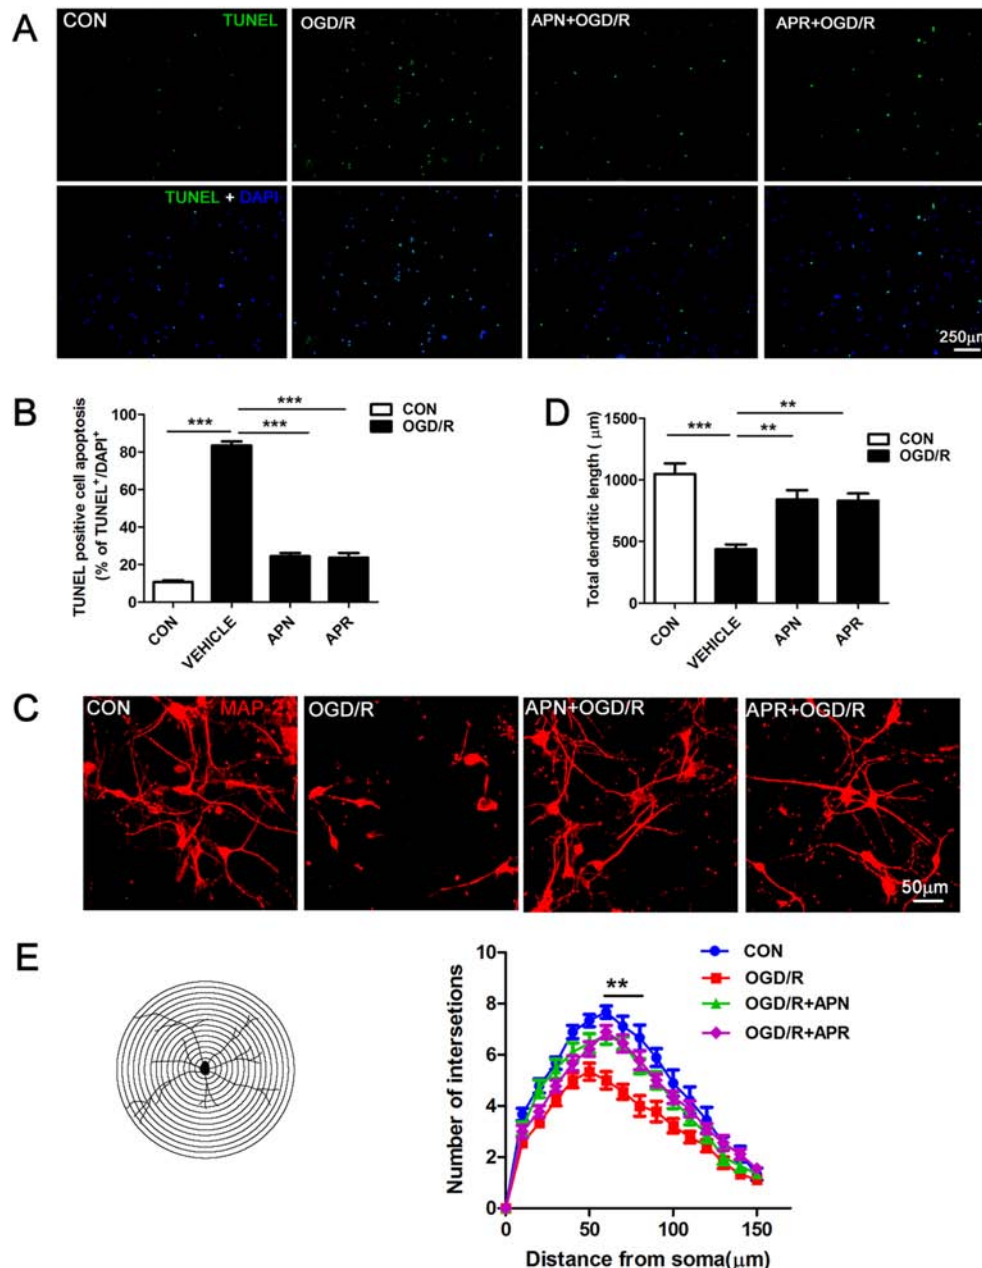 A
CON
TUNEL
OGD/R
APN+OGD/R
APR+OGD/R
TUNEL + DAPI
250μm
B
TUNEL positive cell apoptosis
(% of TUNEL+/DAPI+
100
80
60
40
20
0
***
***
***
CON
OGD/R
CON
VEHICLE
APN
APR
D
Total dendritic length ( μm)
1500
1000
500
0
**
***
**
CON
OGD/R
CON
VEHICLE
APN
APR
C
CON
MAP-2
OGD/R
APN+OGD/R
APR+OGD/R
50μm
E
Number of intersetions
10
8
6
4
2
0
**
CON
OGD/R
OGD/R+APN
OGD/R+APR
0
50
100
150
Distance from soma(μm)